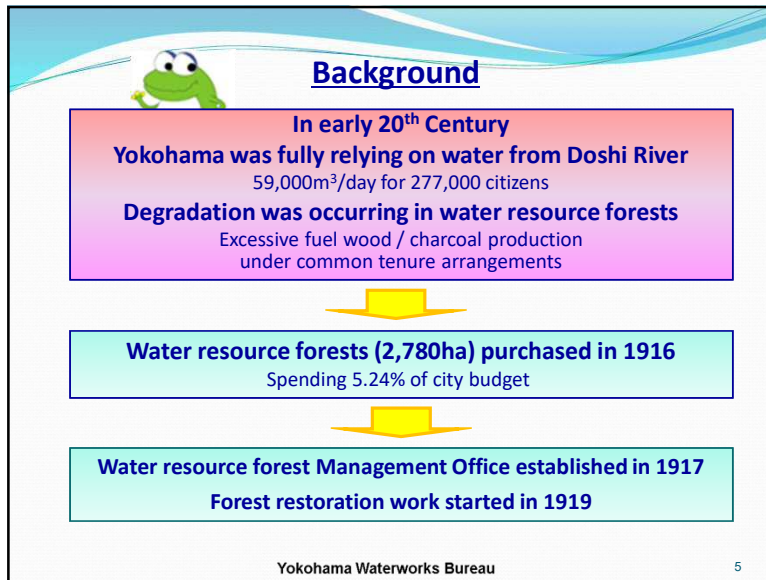 Background
In early 20th Century
Yokohama was fully relying on water from Doshi River
59,000m³/day for 277,000 citizens
Degradation was occurring in water resource forests
Excessive fuel wood / charcoal production
under common tenure arrangements
Water resource forests (2,780ha) purchased in 1916
Spending 5.24% of city budget
Water resource forest Management Office established in 1917
Forest restoration work started in 1919
Yokohama Waterworks Bureau
5